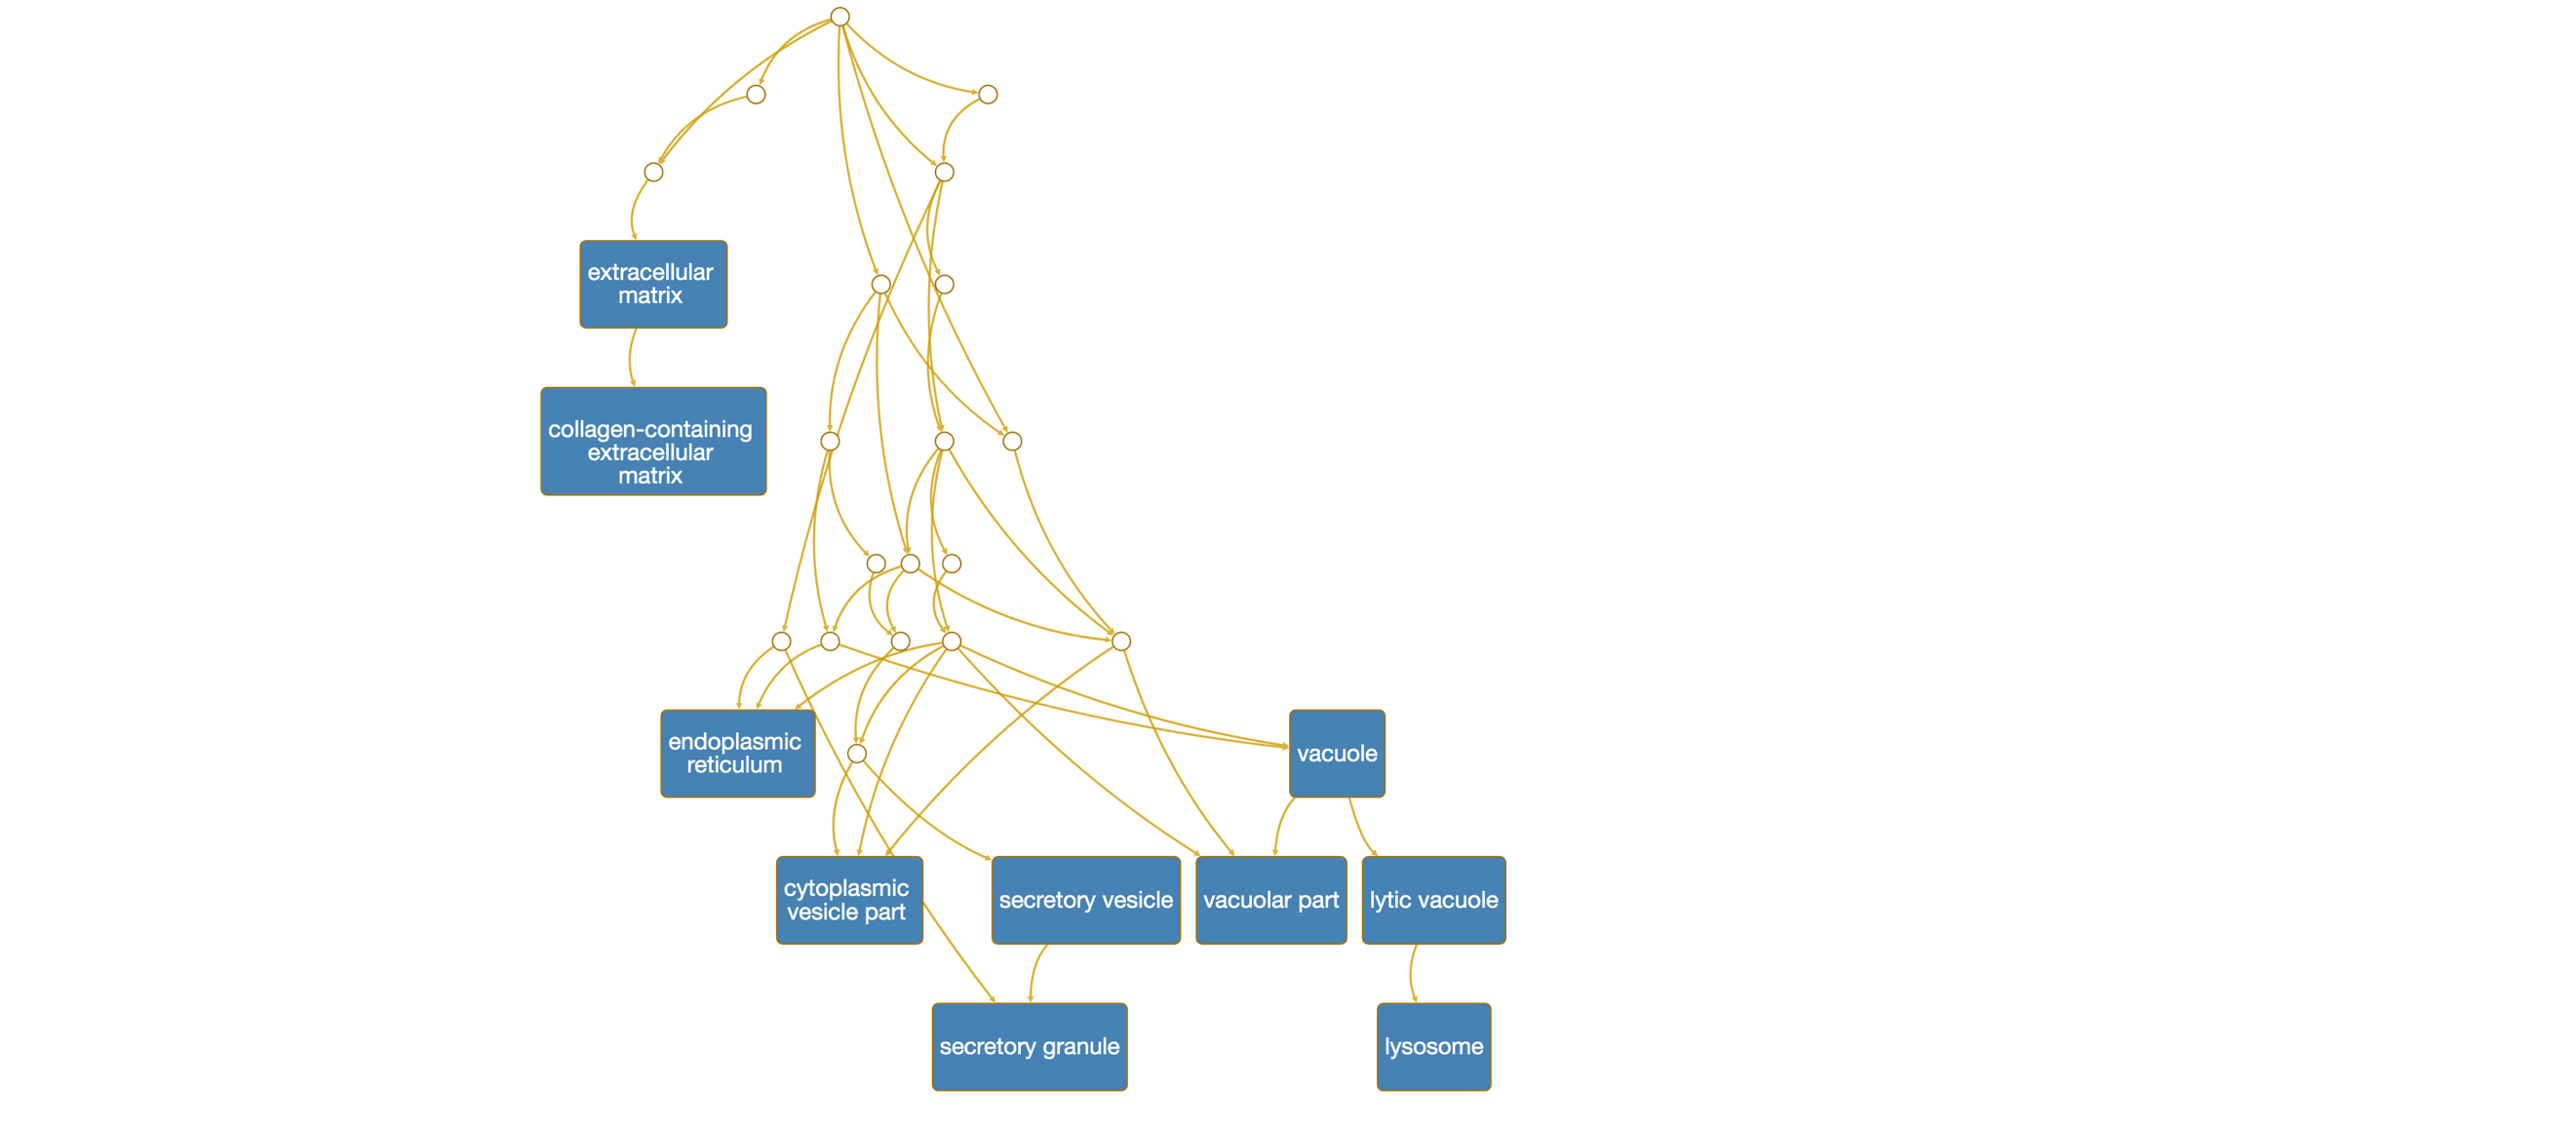 extracellular
matrix
collagen-containing
extracellular
matrix
endoplasmic
reticulum
vacuole
cytoplasmic
vesicle part
secretory vesicle
vacuolar part
lytic vacuole
secretory granule
lysosome